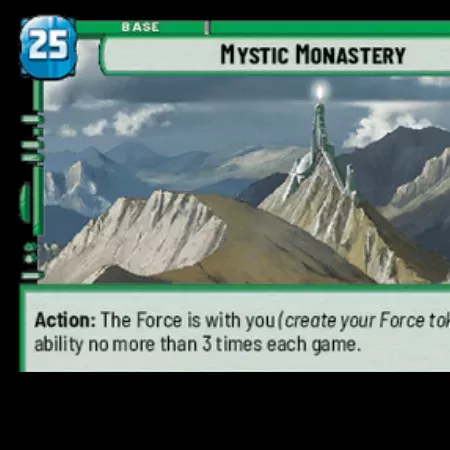 BASE
25
MYSTIC MONASTERY
Action: The Force is with you (create your Force
ability no more than 3 times each game.